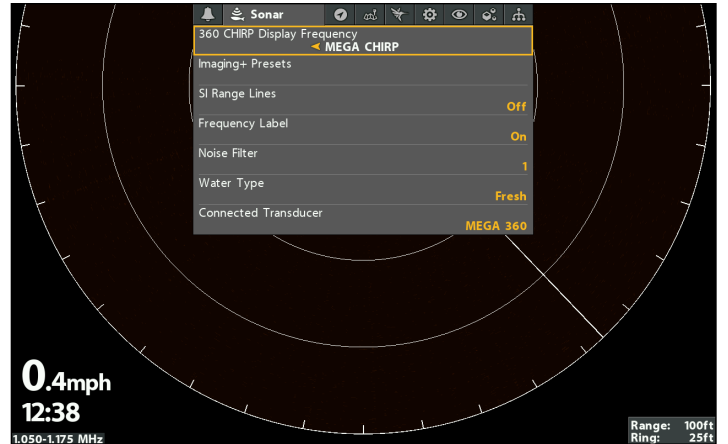 Sonar
360 CHIRP Display Frequency
MEGA CHIRP
Imaging+ Presets
SI Range Lines
Off
Frequency Label
On
Noise Filter
1
Water Type
Fresh
Connected Transducer
MEGA 360
0.4mph
12:38
1.050-1.175 MHz
Range: 100ft
Ring: 25ft